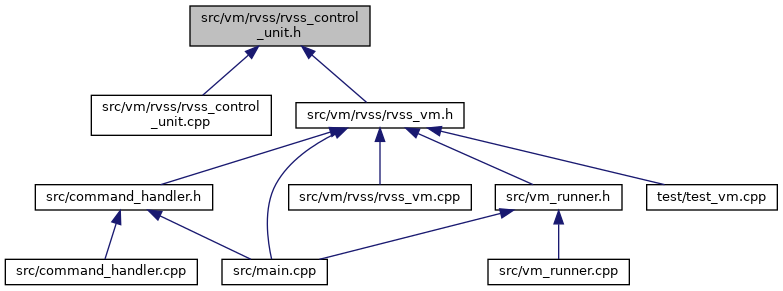 src/vm/rvss/rvss_control
_unit.h
src/vm/rvss/rvss_control
_unit.cpp
src/vm/rvss/rvss_vm.h
src/command_handler.h
src/vm/rvss/rvss_vm.cpp
src/vm_runner.h
test/test_vm.cpp
src/command_handler.cpp
src/main.cpp
src/vm_runner.cpp